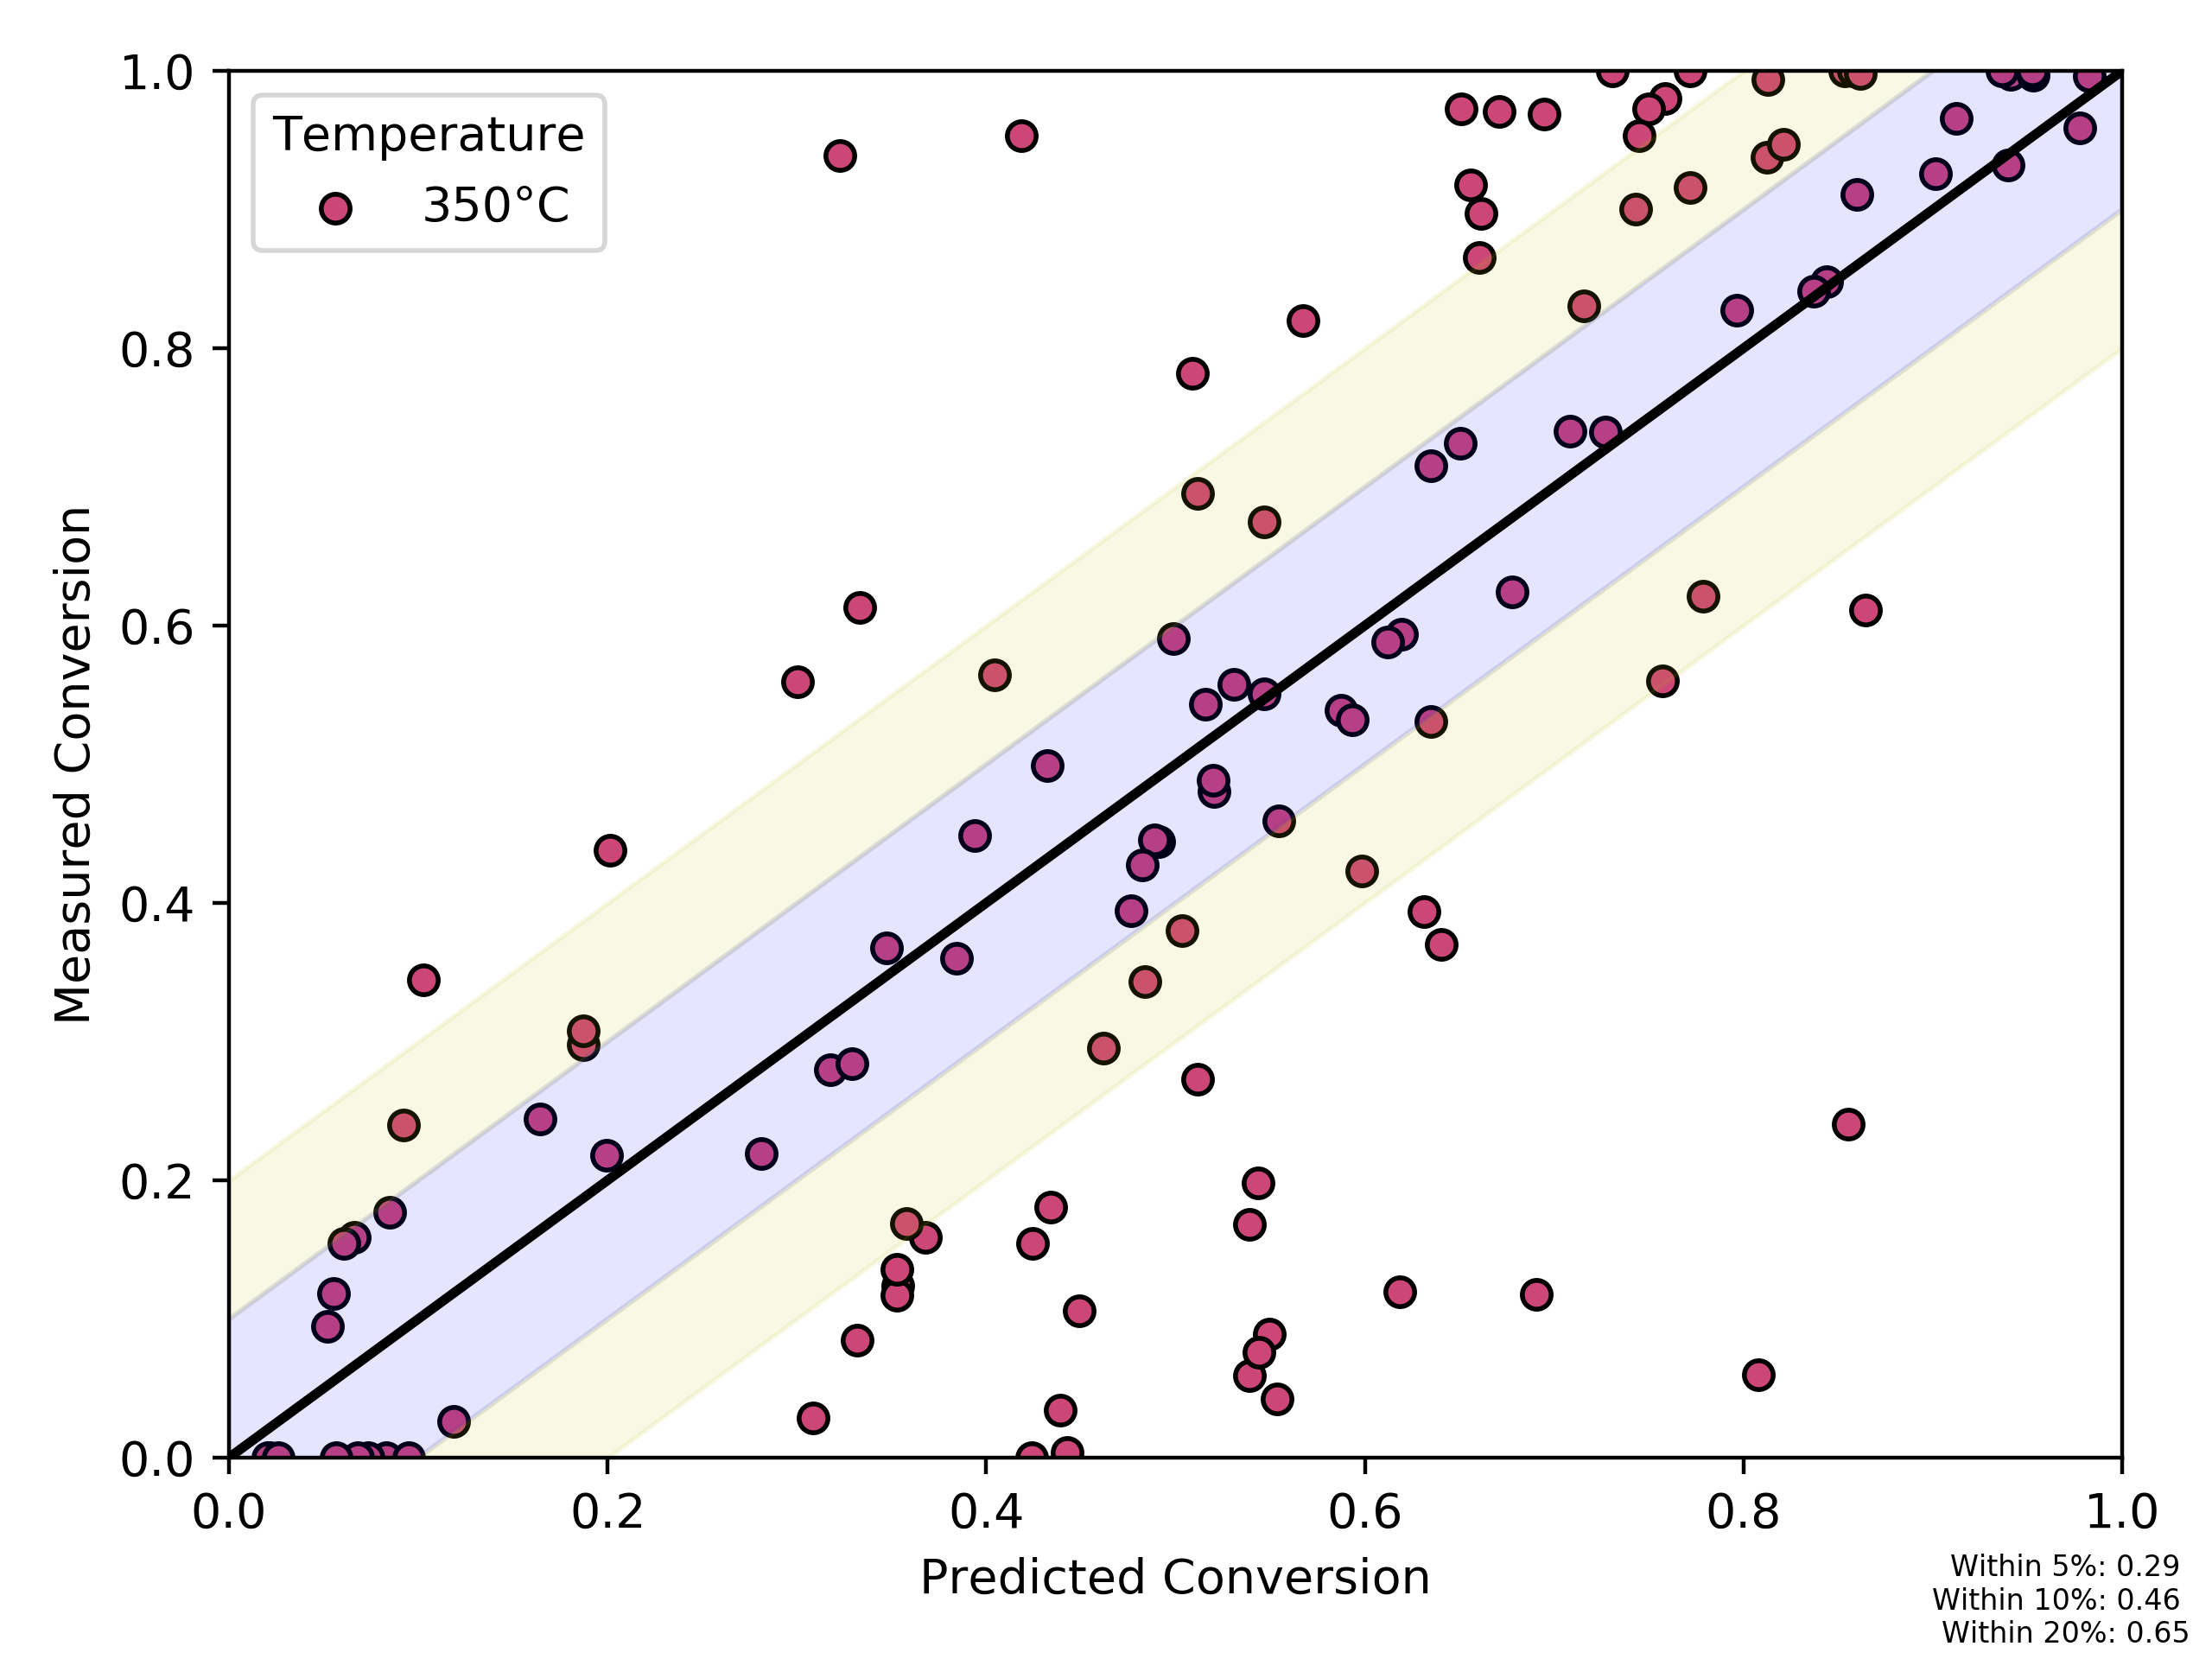 1.0
0.8
0.6
0.4
0.2
0.0
Measured Conversion
Temperature
350°C
0.0 0.2 0.4 0.6 0.8 1.0
Predicted Conversion
Within 5%: 0.29
Within 10%: 0.46
Within 20%: 0.65